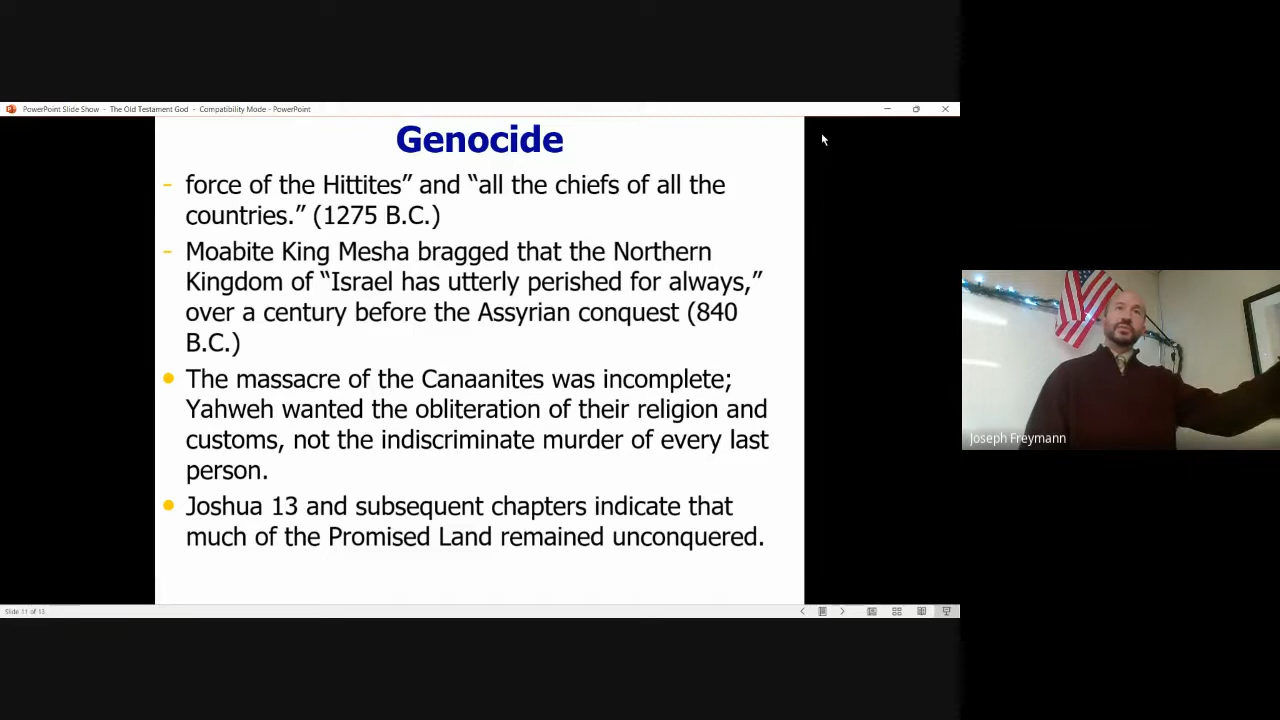 PowerPoint Slide Show - The Old Testament God - Compatibility Mode - PowerPoint
Genocide
- force of the Hittites” and “all the chiefs of all the
countries.” (1275 B.C.)
- Moabite King Mesha bragged that the Northern
Kingdom of “Israel has utterly perished for always,”
over a century before the Assyrian conquest (840
B.C.)
• The massacre of the Canaanites was incomplete;
Yahweh wanted the obliteration of their religion and
customs, not the indiscriminate murder of every last
person.
• Joshua 13 and subsequent chapters indicate that
much of the Promised Land remained unconquered.
Slide 11 of 13
Joseph Freymann